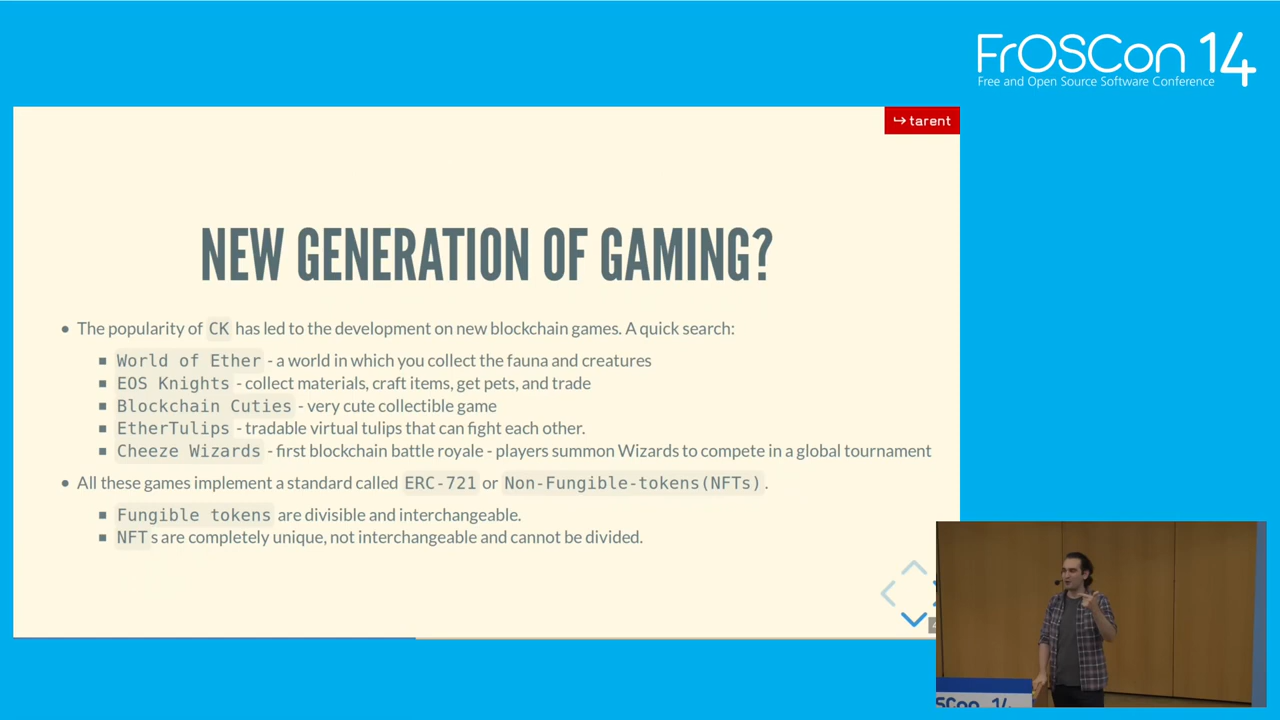 FrOSCon 14
Free and Open Source Software Conference
↪ tarent
NEW GENERATION OF GAMING?
• The popularity of CK has led to the development on new blockchain games. A quick search:
▪ World of Ether - a world in which you collect the fauna and creatures
▪ EOS Knights - collect materials, craft items, get pets, and trade
▪ Blockchain Cuties - very cute collectible game
▪ EtherTulips - tradable virtual tulips that can fight each other.
▪ Cheeze Wizards - first blockchain battle royale - players summon Wizards to compete in a global tournament
• All these games implement a standard called ERC-721 or Non-Fungible-tokens(NFTs).
▪ Fungible tokens are divisible and interchangeable.
▪ NFTs are completely unique, not interchangeable and cannot be divided.
SCon 14